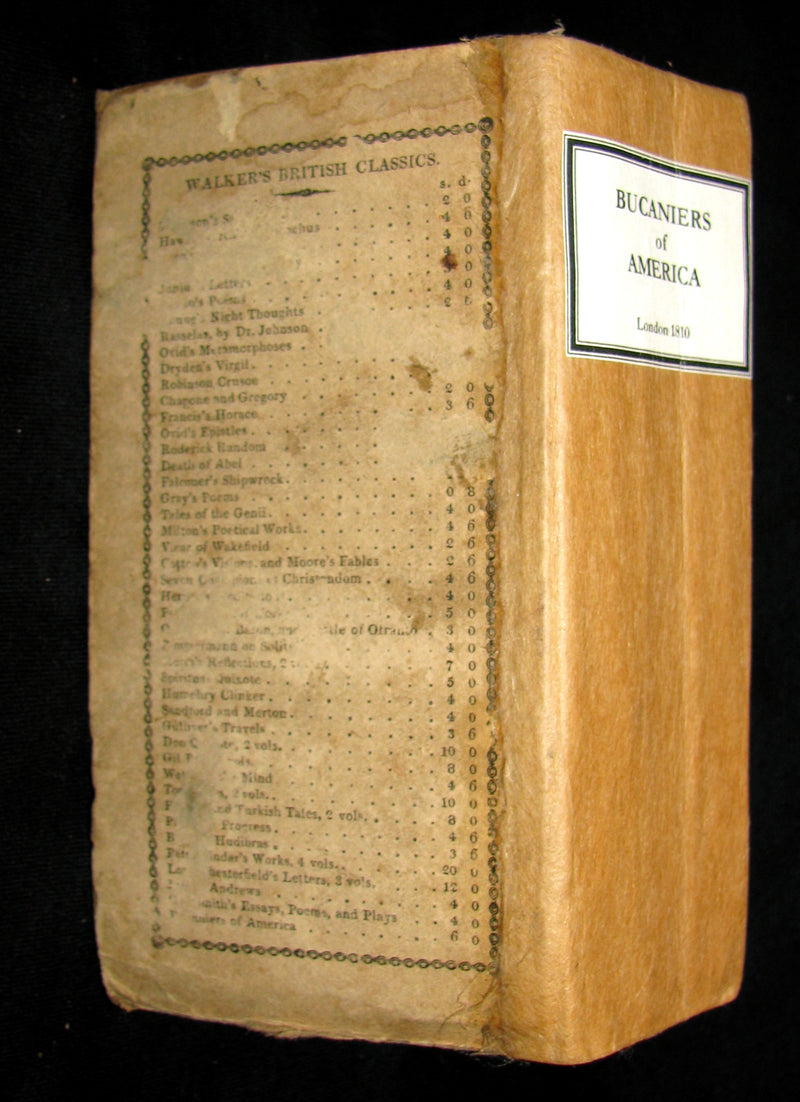 WALKER'S BRITISH CLASSICS.
s. d.
2 0
4 6
4 0
4 0
0
Letters 4 0
Poems 2 6
Night Thoughts
Rasselas, by Dr. Johnson
Ovid's Metamorphoses
Dryden's Virgil
Robinson Crusoe
Chapone and Gregory 2 0
Francis's Horace 3 6
Ovid's Epistles
Roderick Random
Death of Abel
Falconer's Shipwreck
Gray's Poems 0 8
Tales of the Genii 4 0
Milton's Poetical Works 4 6
Vicar of Wakefield 2 6
and Moore's Fables 2 6
Seven Christendom 4 6
4 0
5 0
Baron, of Otranto 3 0
on 4 0
Reflections, 2 7 0
5 0
Humphry Clinker 4 0
Sandford and Merton 4 0
Gulliver's Travels 3 6
Don 2 vols. 10 0
Gil 8 0
Mind 4 6
2 vols. 10 0
Turkish Tales, 2 vols. 8 0
Progress 4 6
Hudibras 3 6
Works, 4 vols. 20 0
Letters, 3 vols. 12 0
Andrews 4 0
Essays, Poems, and Plays 4 0
of America 6 0
BUCANIERS
of
AMERICA
London 1810